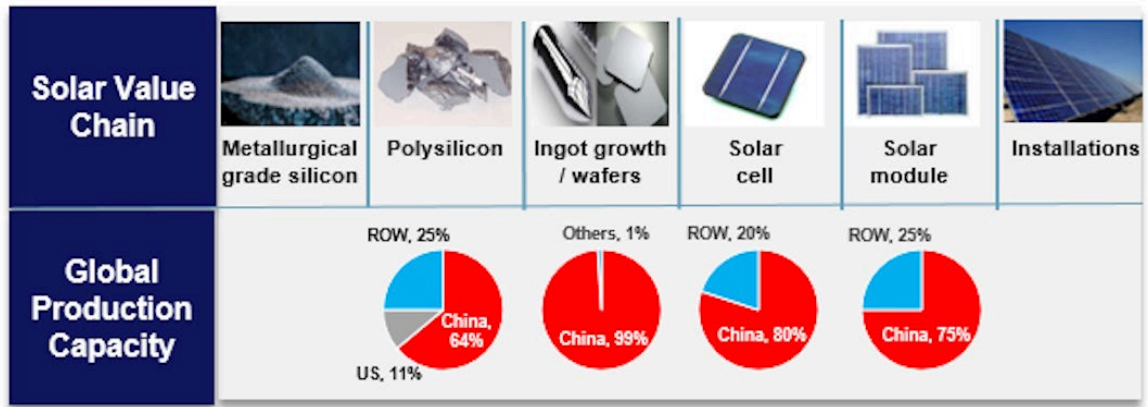 Solar Value
Chain
Metallurgical
grade silicon
Polysilicon
Ingot growth
/ wafers
Solar
cell
Solar
module
Installations
Global
Production
Capacity
ROW, 25%
China,
64%
US, 11%
Others, 1%
China, 99%
ROW, 20%
China, 80%
ROW, 25%
China, 75%